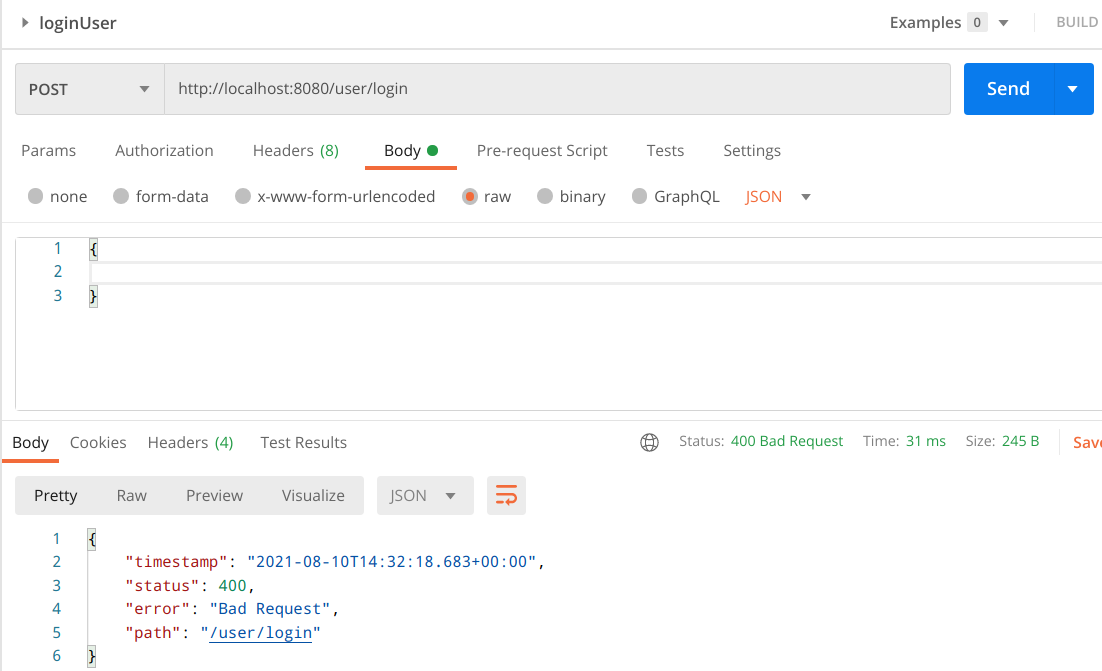 loginUser Examples 0 BUILD
POST http://localhost:8080/user/login Send
Params Authorization Headers (8) Body Pre-request Script Tests Settings
none form-data x-www-form-urlencoded raw binary GraphQL JSON
1 {
2
3 }
Body Cookies Headers (4) Test Results Status: 400 Bad Request Time: 31 ms Size: 245 B Save
Pretty Raw Preview Visualize JSON
1 {
2 "timestamp": "2021-08-10T14:32:18.683+00:00",
3 "status": 400,
4 "error": "Bad Request",
5 "path": "/user/login"
6 }